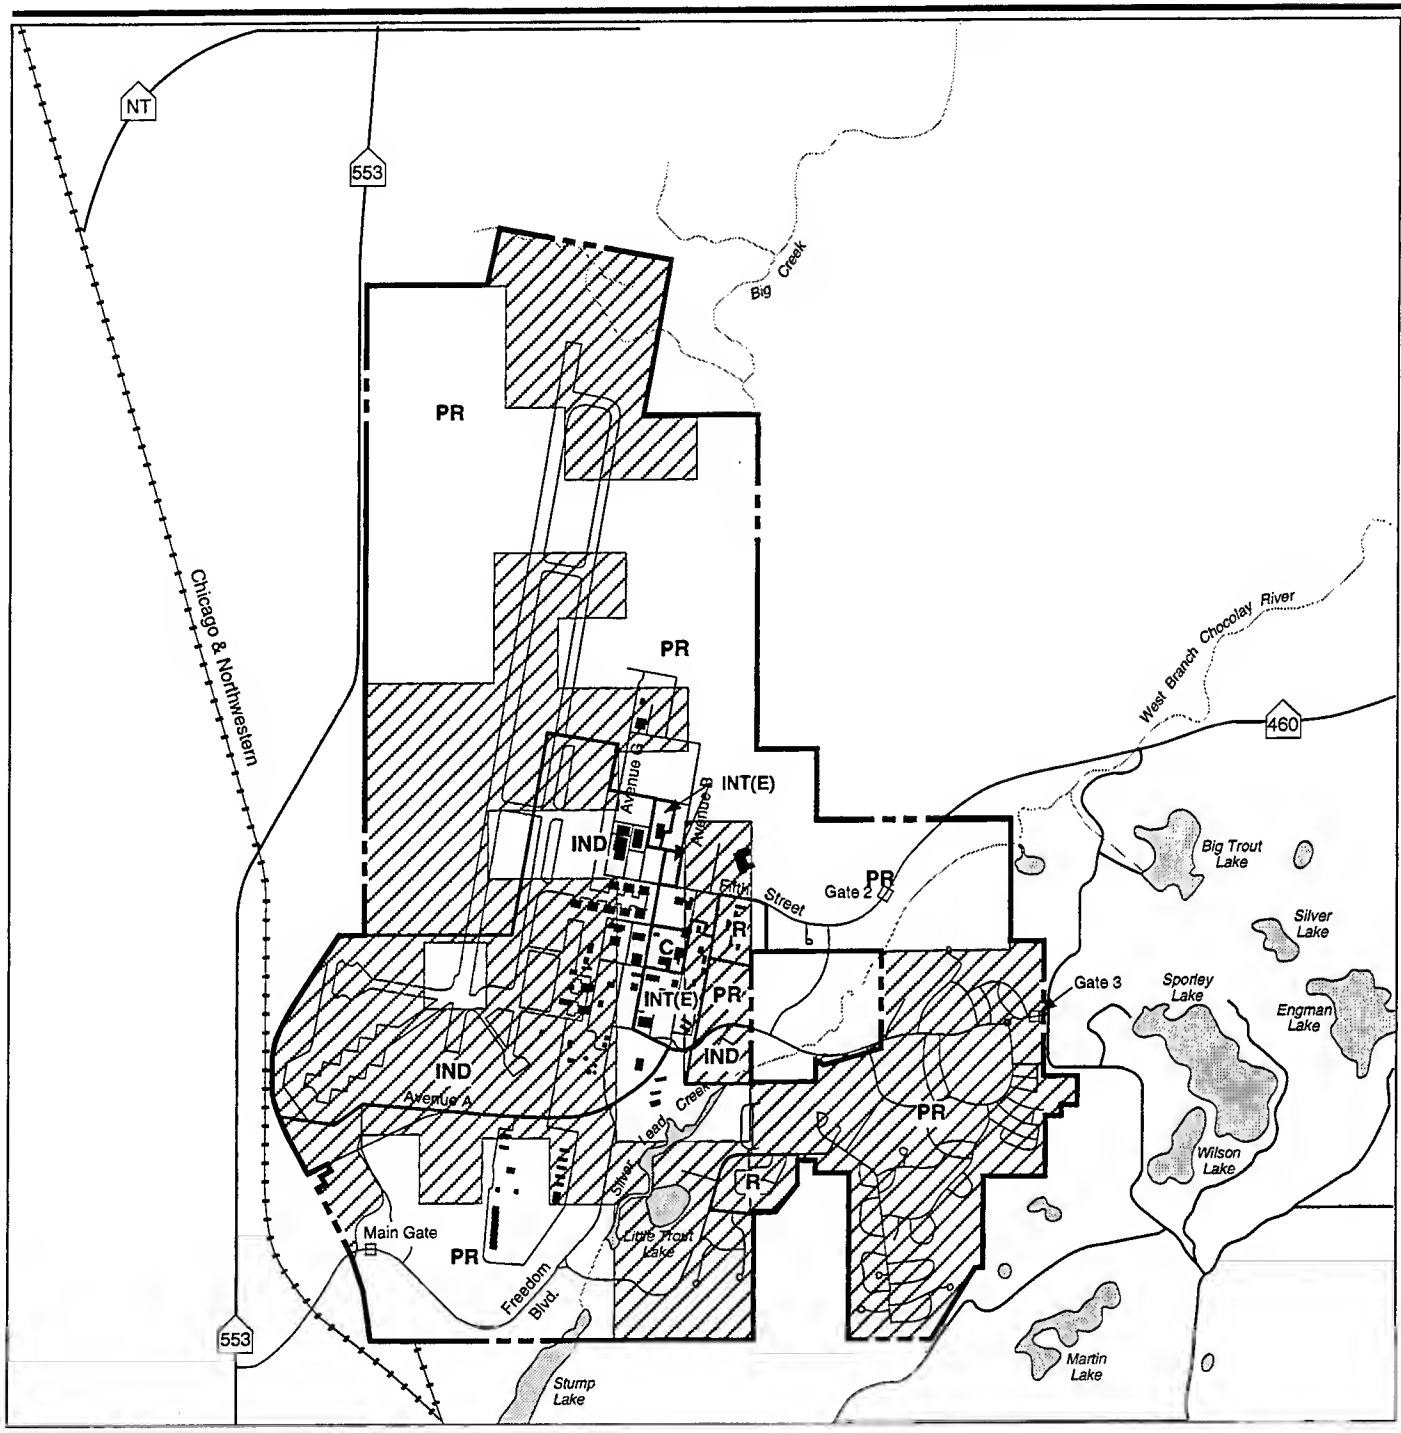 NT
553
Big Creek
PR
Chicago & Northwestern
West Branch Chocolay River
PR
460
Avenue G
Avenue B
INT(E)
IND
Big Trout
Lake
Fifth
Street
Gate 2
PR
R
C
Silver
Lake
INT(E)
PR
Gate 3
Sporley
Lake
Engman
Lake
IND
IND
Avenue A
PR
Silver Lead Creek
Wilson
Lake
R
Main Gate
Little Trout
Lake
PR
Freedom
Blvd.
553
Martin
Lake
Stump
Lake